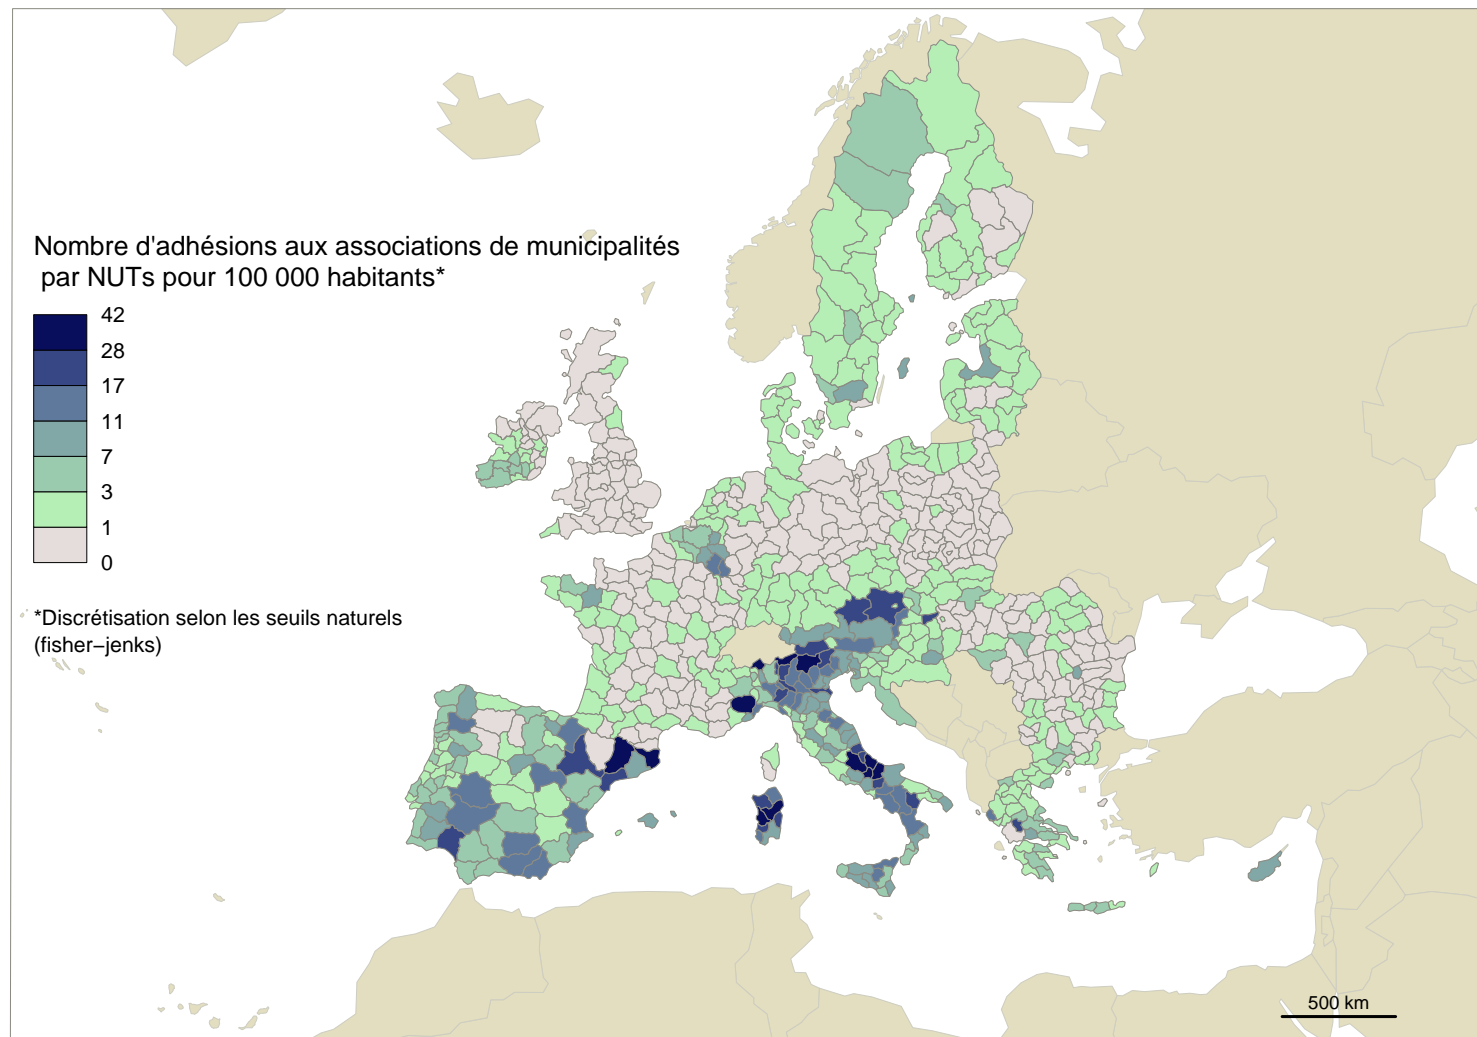 Nombre d'adhésions aux associations de municipalités
par NUTs pour 100 000 habitants*
42
28
17
11
7
3
1
0
*Discrétisation selon les seuils naturels
(fisher−jenks)
500 km